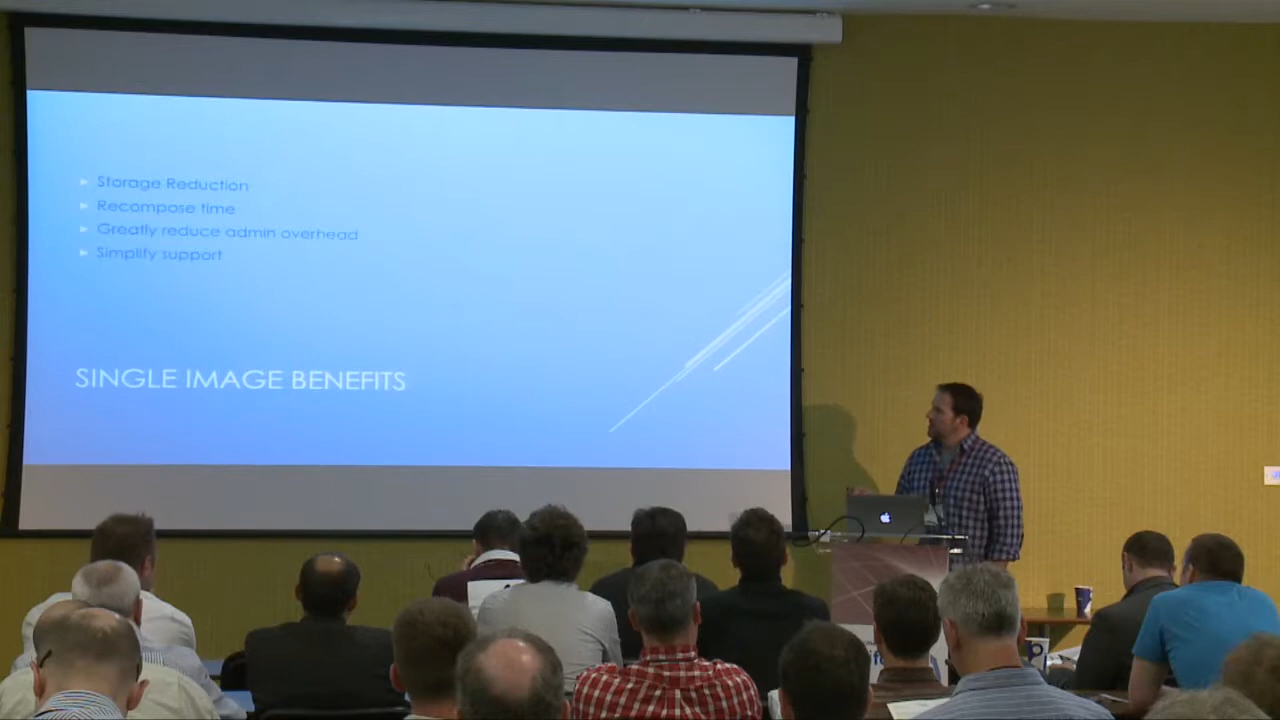 Storage Reduction
Recompose time
Greatly reduce admin overhead
Simplify support
SINGLE IMAGE BENEFITS